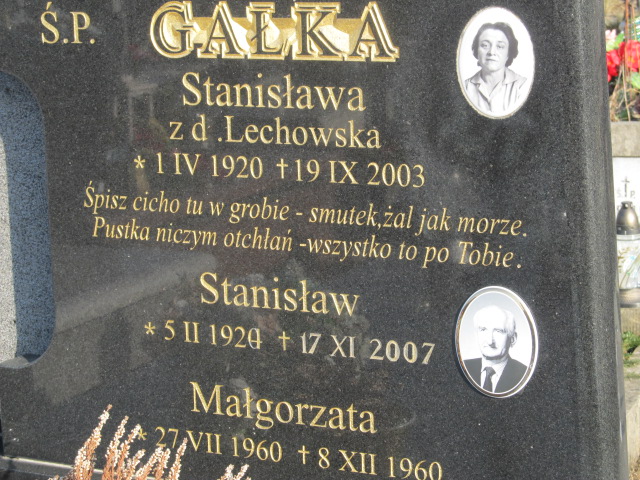 Ś.P. GAŁKA
Stanisława
z d .Lechowska
* 1 IV 1920 † 19 IX 2003
Śpisz cicho tu w grobie - smutek,żal jak morze.
Pustka niczym otchłań -wszystko to po Tobie.
Stanisław
* 5 II 1920 † 17 XI 2007
Małgorzata
* 27 VII 1960 † 8 XII 1960